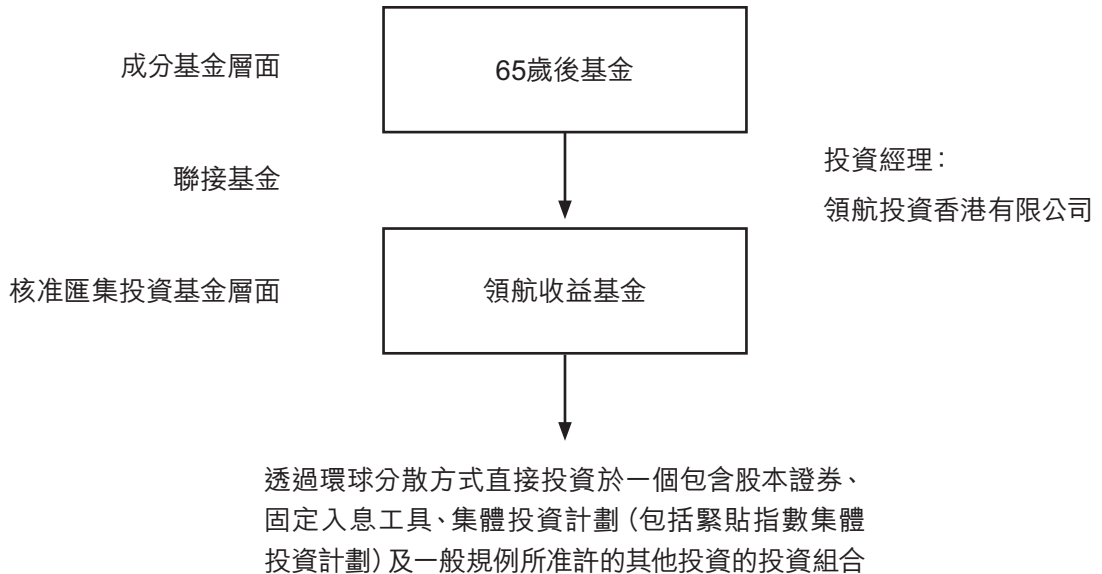 成分基金層面
65歲後基金
聯接基金
投資經理：
領航投資香港有限公司
核准匯集投資基金層面
領航收益基金
透過環球分散方式直接投資於一個包含股本證券、
固定入息工具、集體投資計劃（包括緊貼指數集體
投資計劃）及一般規例所准許的其他投資的投資組合